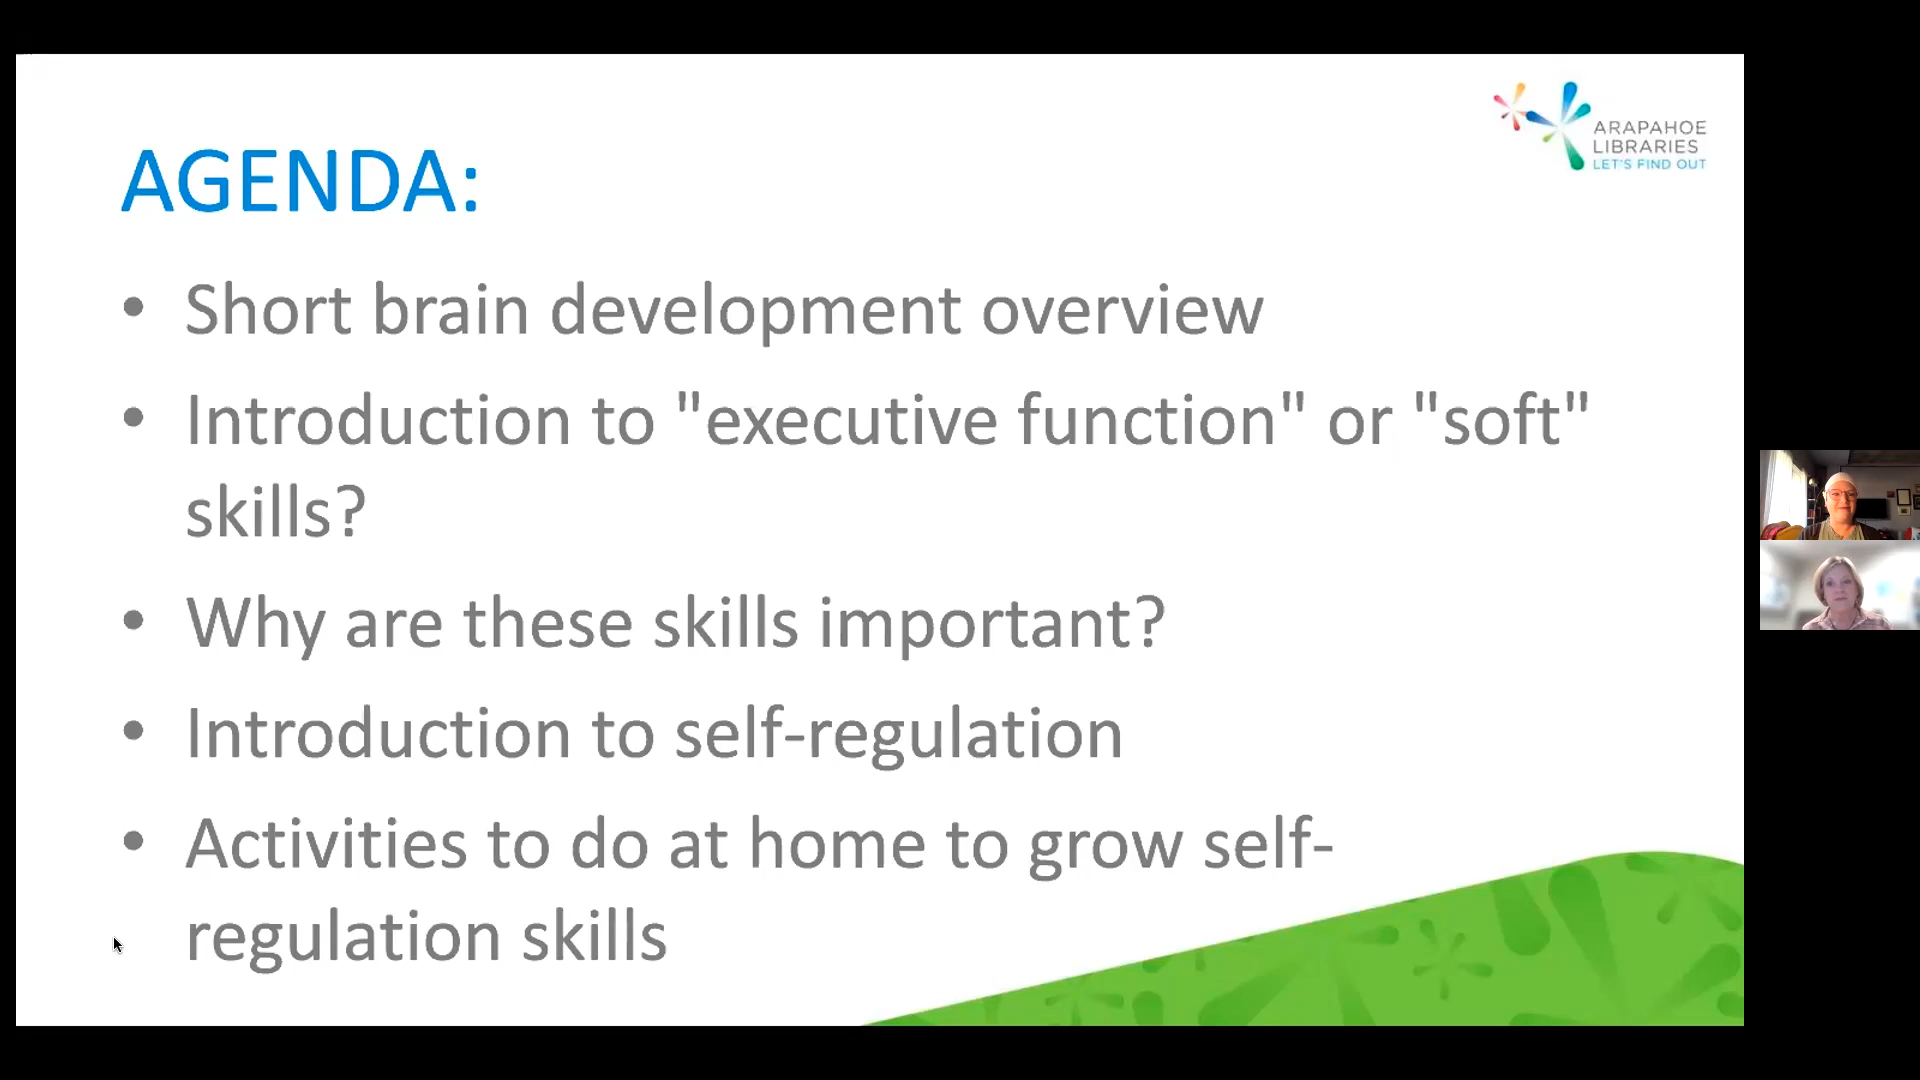 ARAPAHOE
LIBRARIES
LET'S FIND OUT
AGENDA:
• Short brain development overview
• Introduction to "executive function" or "soft"
skills?
• Why are these skills important?
• Introduction to self-regulation
• Activities to do at home to grow self-
regulation skills